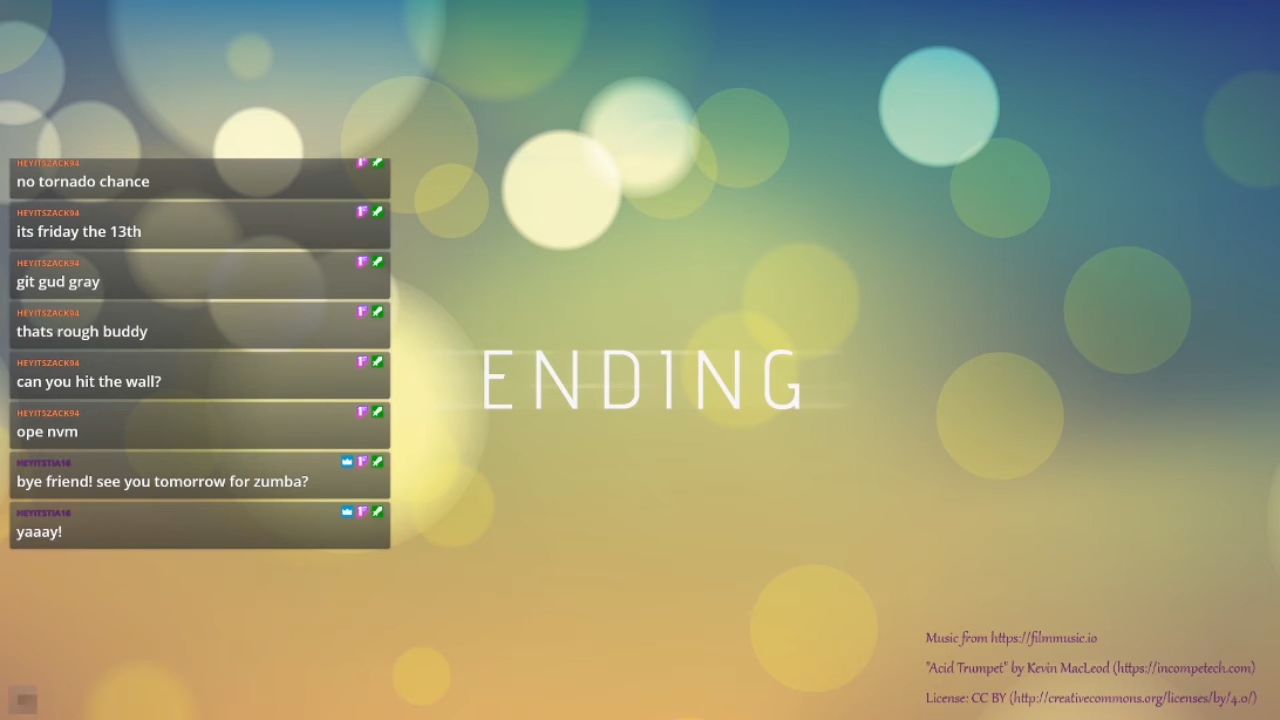 HEYITSZACK94
no tornado chance
HEYITSZACK94
its friday the 13th
HEYITSZACK94
git gud gray
HEYITSZACK94
thats rough buddy
HEYITSZACK94
can you hit the wall?
HEYITSZACK94
ope nvm
HEYITSTIA16
bye friend! see you tomorrow for zumba?
HEYITSTIA16
yaaay!
ENDING
Music from https://filmmusic.io
"Acid Trumpet" by Kevin MacLeod (https://incompetech.com)
License: CC BY (http://creativecommons.org/licenses/by/4.0/)